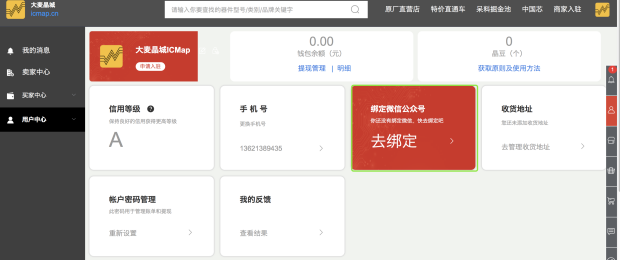 大麦晶城
icmap.cn
请输入你要查找的器件型号/类别/品牌关键字
原厂直营店
特价直通车
采料掘金池
中国芯
商家入驻
我的消息
卖家中心
买家中心
用户中心
大麦晶城ICMap
申请入驻
0.00
钱包余额（元）
提现管理 | 明细
0
晶豆（个）
获取原则及使用方法
1
信用等级 ?
保持良好的信用获得更高等级
A
手 机 号
更换手机号
13621389435
绑定微信公众号
你还没有绑定微信，快去绑定吧
去绑定
收货地址
您还未添加收货地址
去管理收货地址
帐户密码管理
此密码用于管理账单和提现
重新设置
我的反馈
查看结果